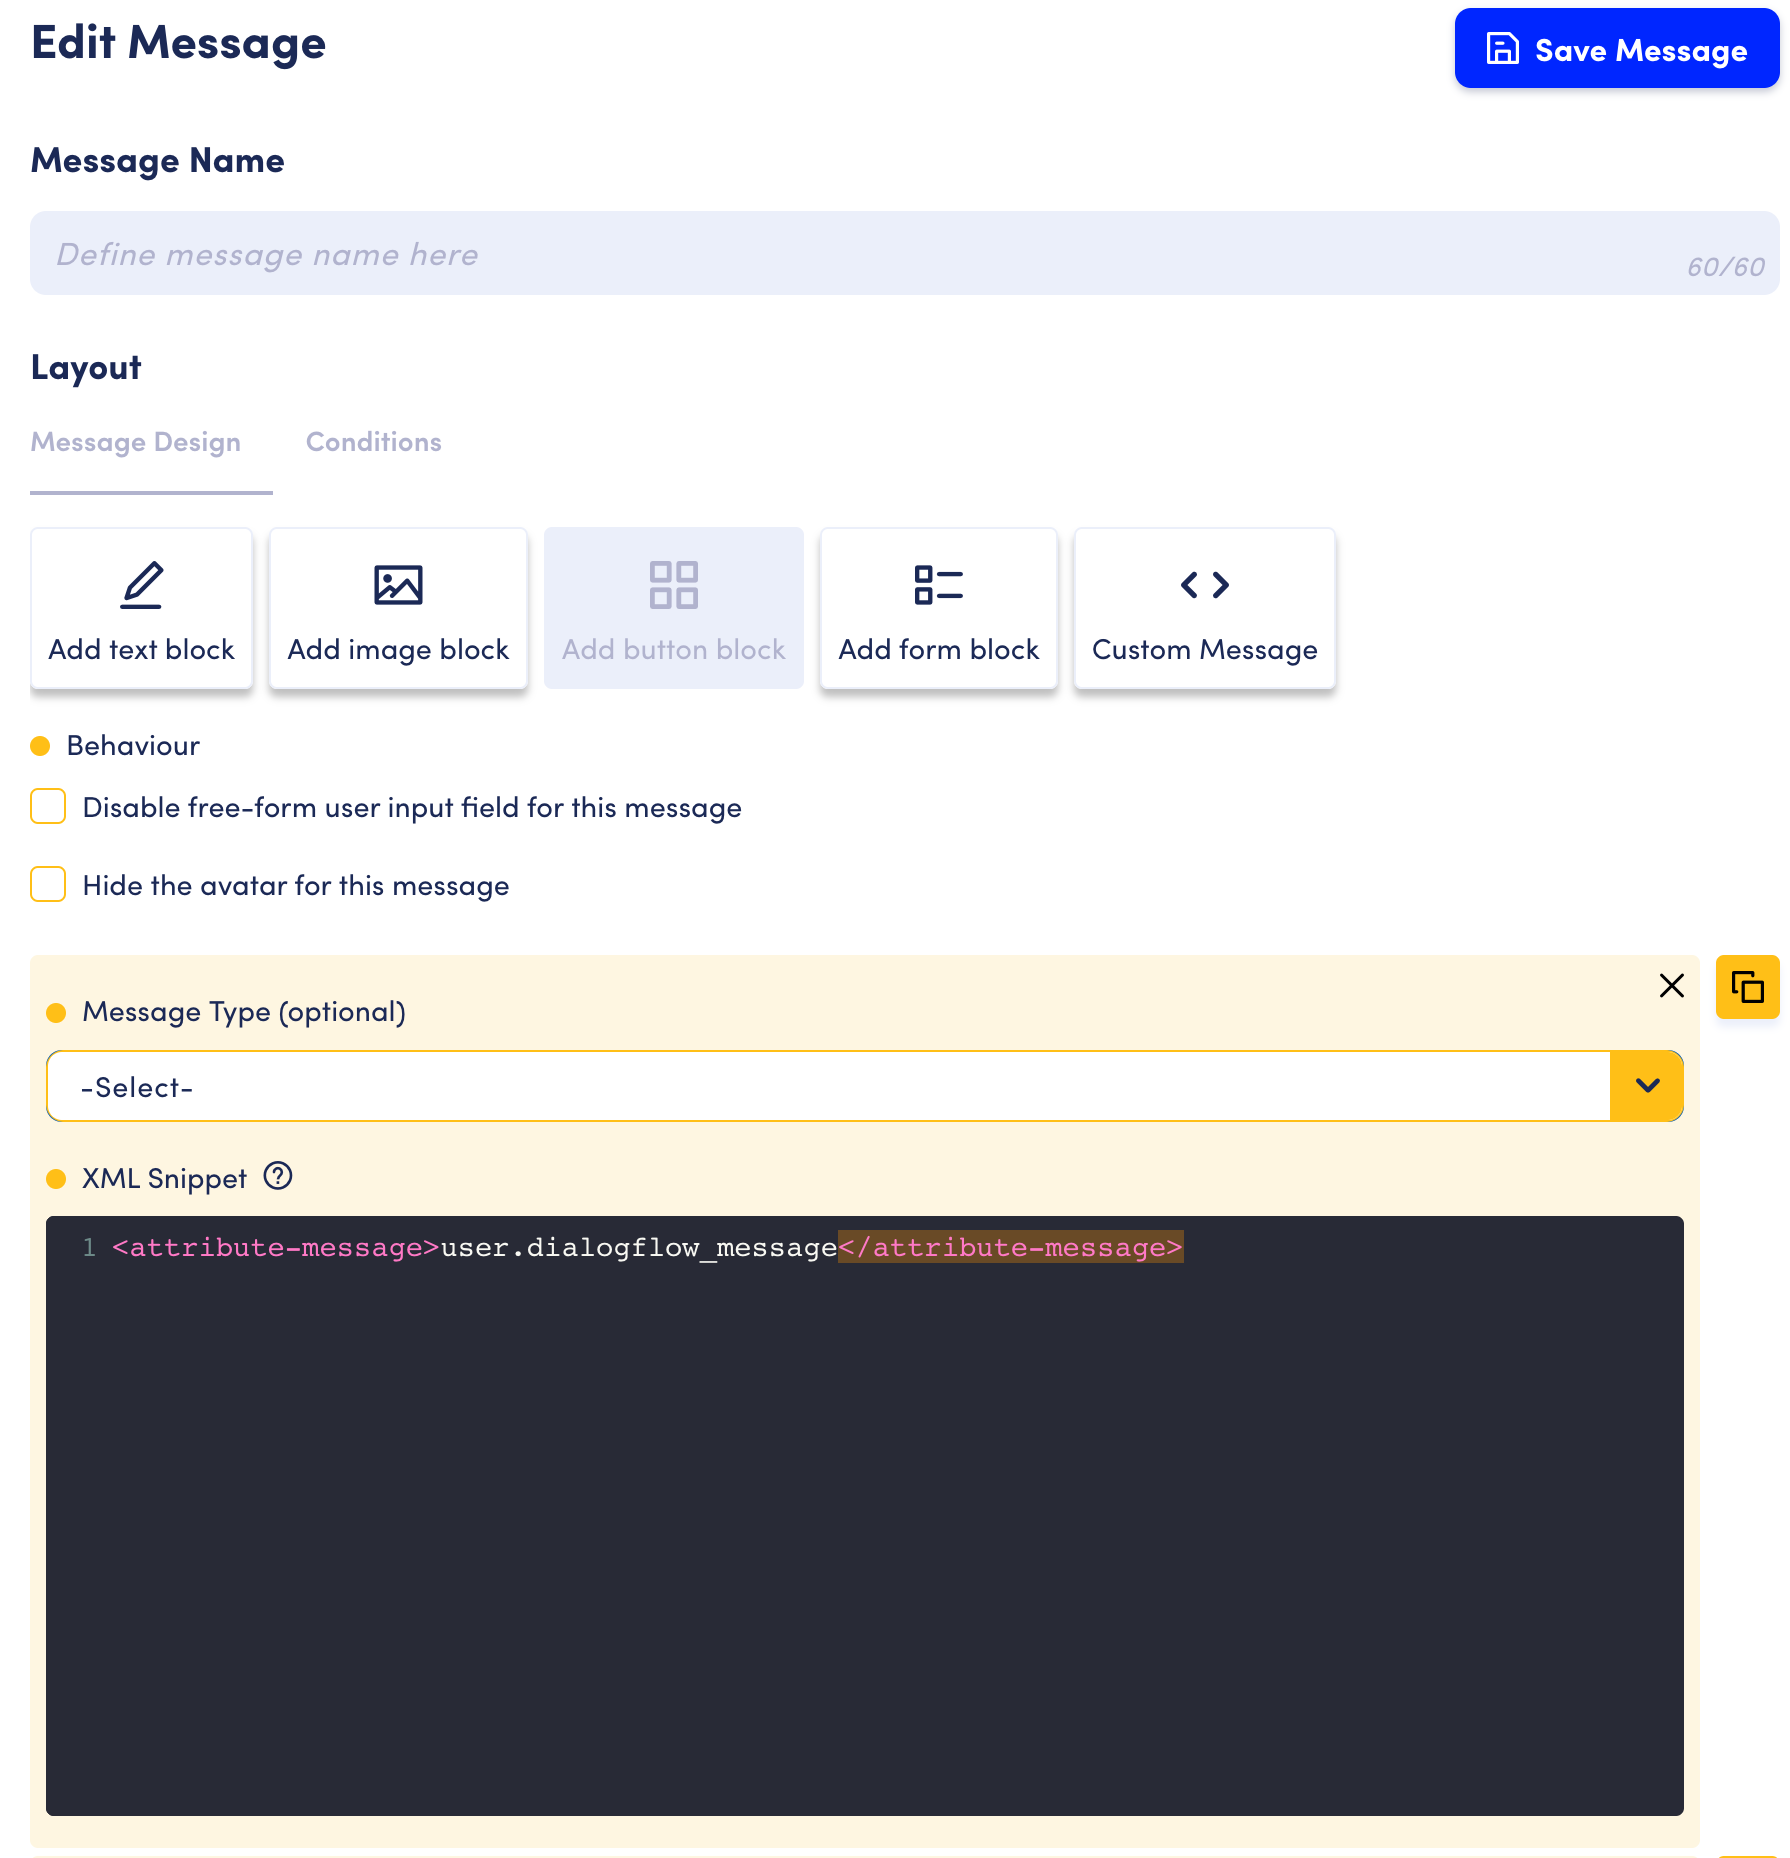 Edit Message
Save Message
Message Name
Define message name here
60/60
Layout
Message Design
Conditions
Add text block
Add image block
Add button block
Add form block
Custom Message
Behaviour
Disable free-form user input field for this message
Hide the avatar for this message
Message Type (optional)
-Select-
XML Snippet ?
1 <attribute-message>user.dialogflow_message</attribute-message>